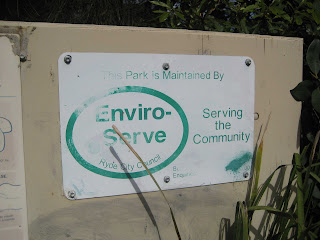 This Park is Maintained By
Enviro-
Serve
Serving
the
Community
Ryde City Council